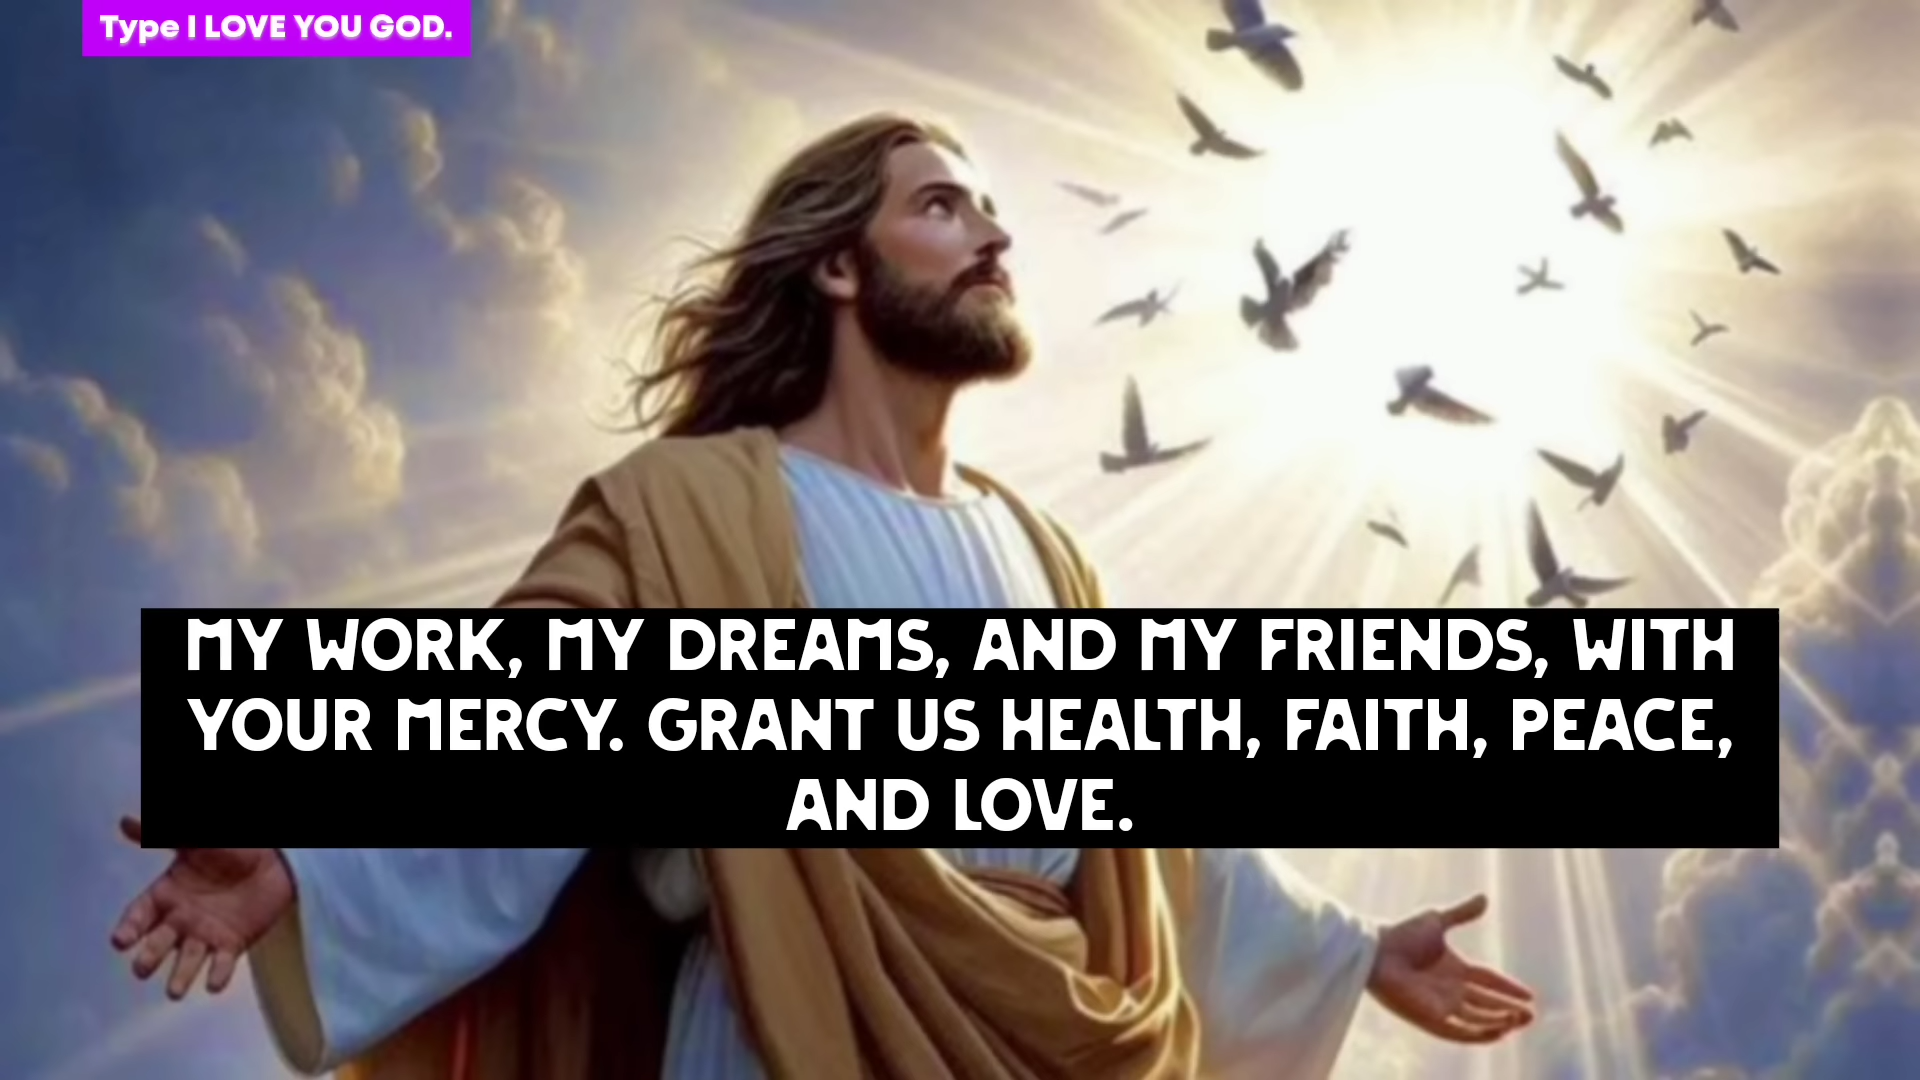 Type I LOVE YOU GOD.
MY WORK, MY DREAMS, AND MY FRIENDS, WITH
YOUR MERCY. GRANT US HEALTH, FAITH, PEACE,
AND LOVE.